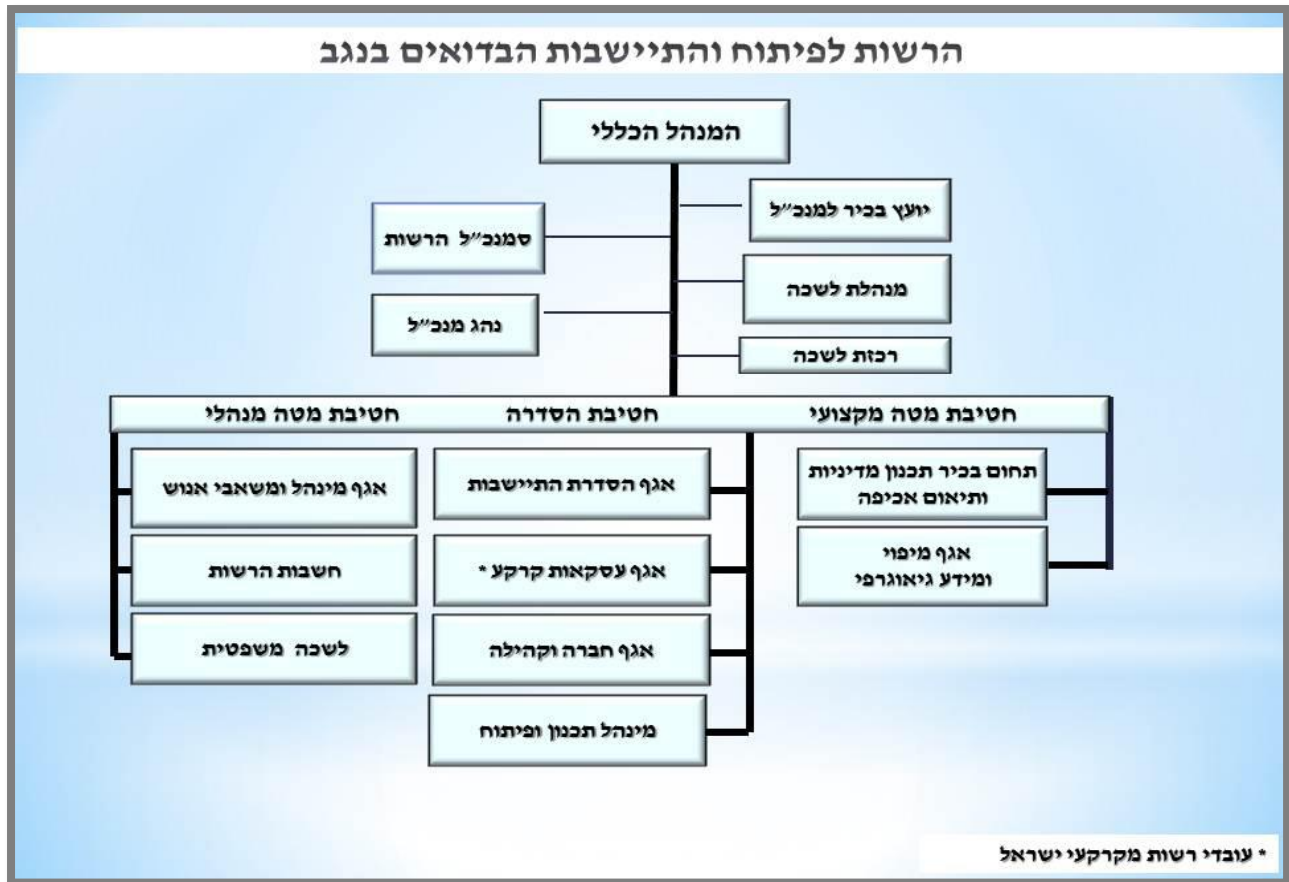 הרשות לפיתוח והתיישבות הבדואים בנגב
המנהל הכללי
יועץ בכיר למנכ״ל
סמנכ״ל הרשות
מנהלת לשכה
נהג מנכ״ל
רכזת לשכה
חטיבת מטה מקצועי
חטיבת הסדרה
חטיבת מטה מנהלי
תחום בכיר תכנון מדיניות
ותיאום אכיפה
אגף מיפוי
ומידע גיאוגרפי
אגף הסדרת התיישבות
אגף עסקאות קרקע *
אגף חברה וקהילה
מינהל תכנון ופיתוח
אגף מינהל ומשאבי אנוש
חשבות הרשות
לשכה משפטית
* עובדי רשות מקרקעי ישראל